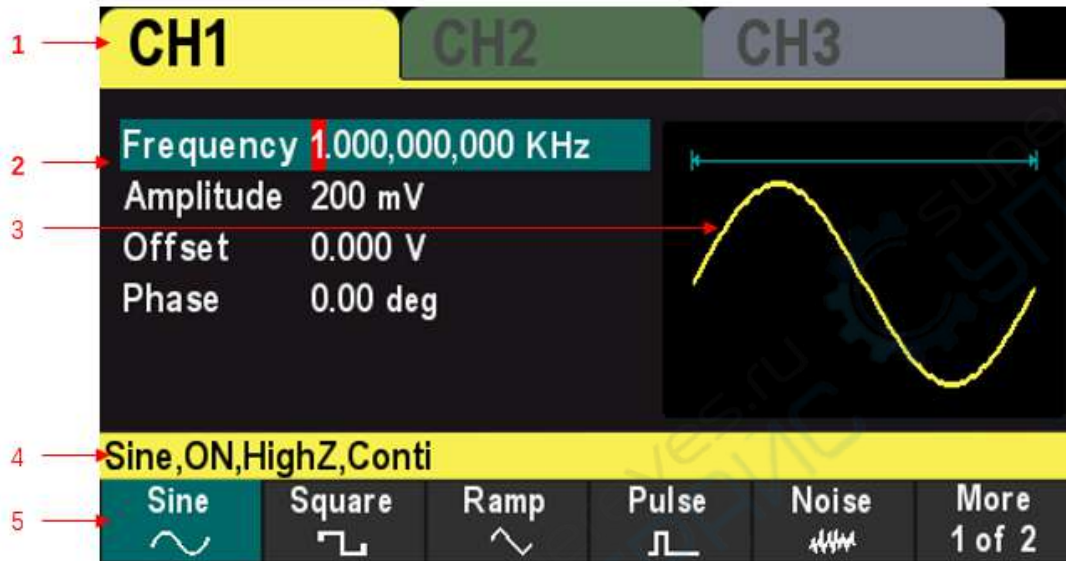 1 CH1 CH2 CH3
2 Frequency 1.000,000,000 KHz
Amplitude 200 mV
3
Offset 0.000 V
Phase 0.00 deg
4 Sine,ON,HighZ,Conti
5 Sine Square Ramp Pulse Noise More
1 of 2